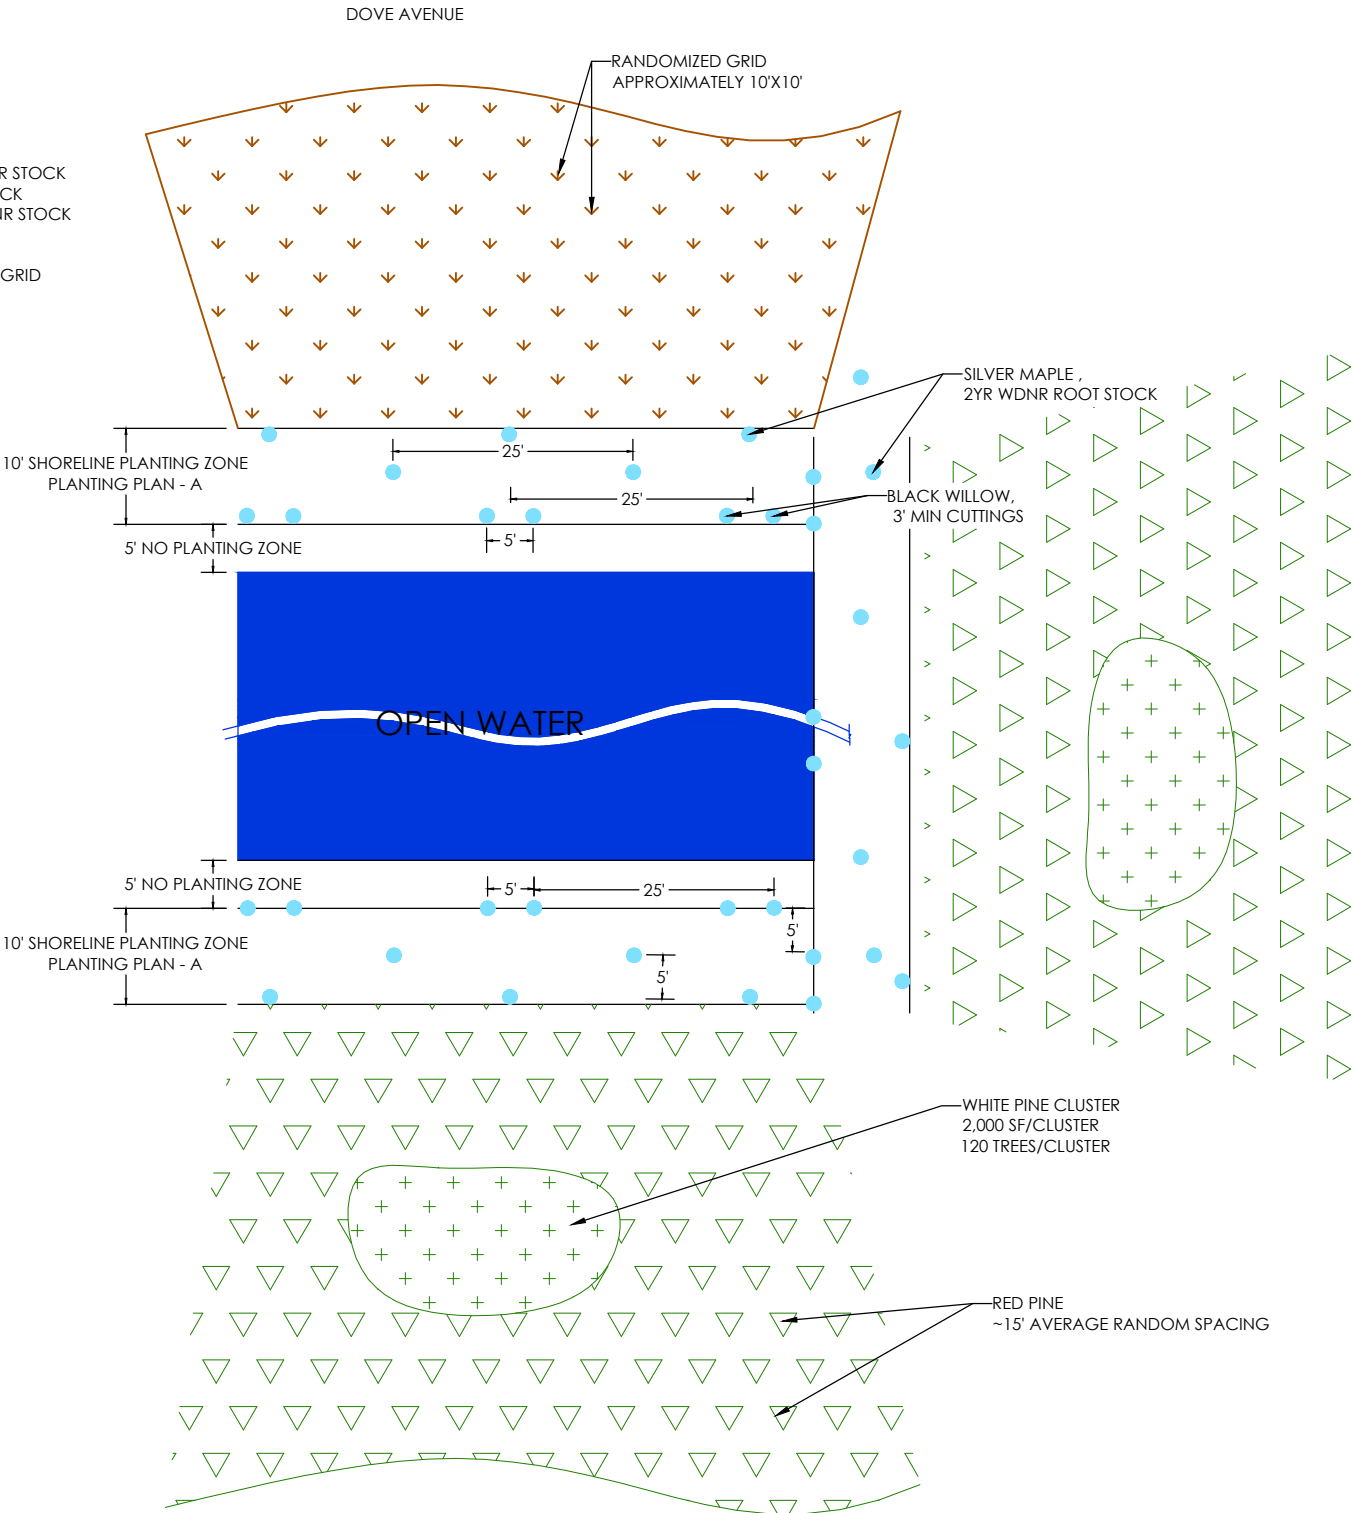 DOVE AVENUE
RANDOMIZED GRID
APPROXIMATELY 10'X10'
R STOCK
CK
NR STOCK
GRID
SILVER MAPLE ,
2YR WDNR ROOT STOCK
10' SHORELINE PLANTING ZONE
PLANTING PLAN - A
25'
25'
BLACK WILLOW,
3' MIN CUTTINGS
5' NO PLANTING ZONE
5'
OPEN WATER
5' NO PLANTING ZONE
5'
25'
10' SHORELINE PLANTING ZONE
PLANTING PLAN - A
5'
5'
WHITE PINE CLUSTER
2,000 SF/CLUSTER
120 TREES/CLUSTER
RED PINE
~15' AVERAGE RANDOM SPACING